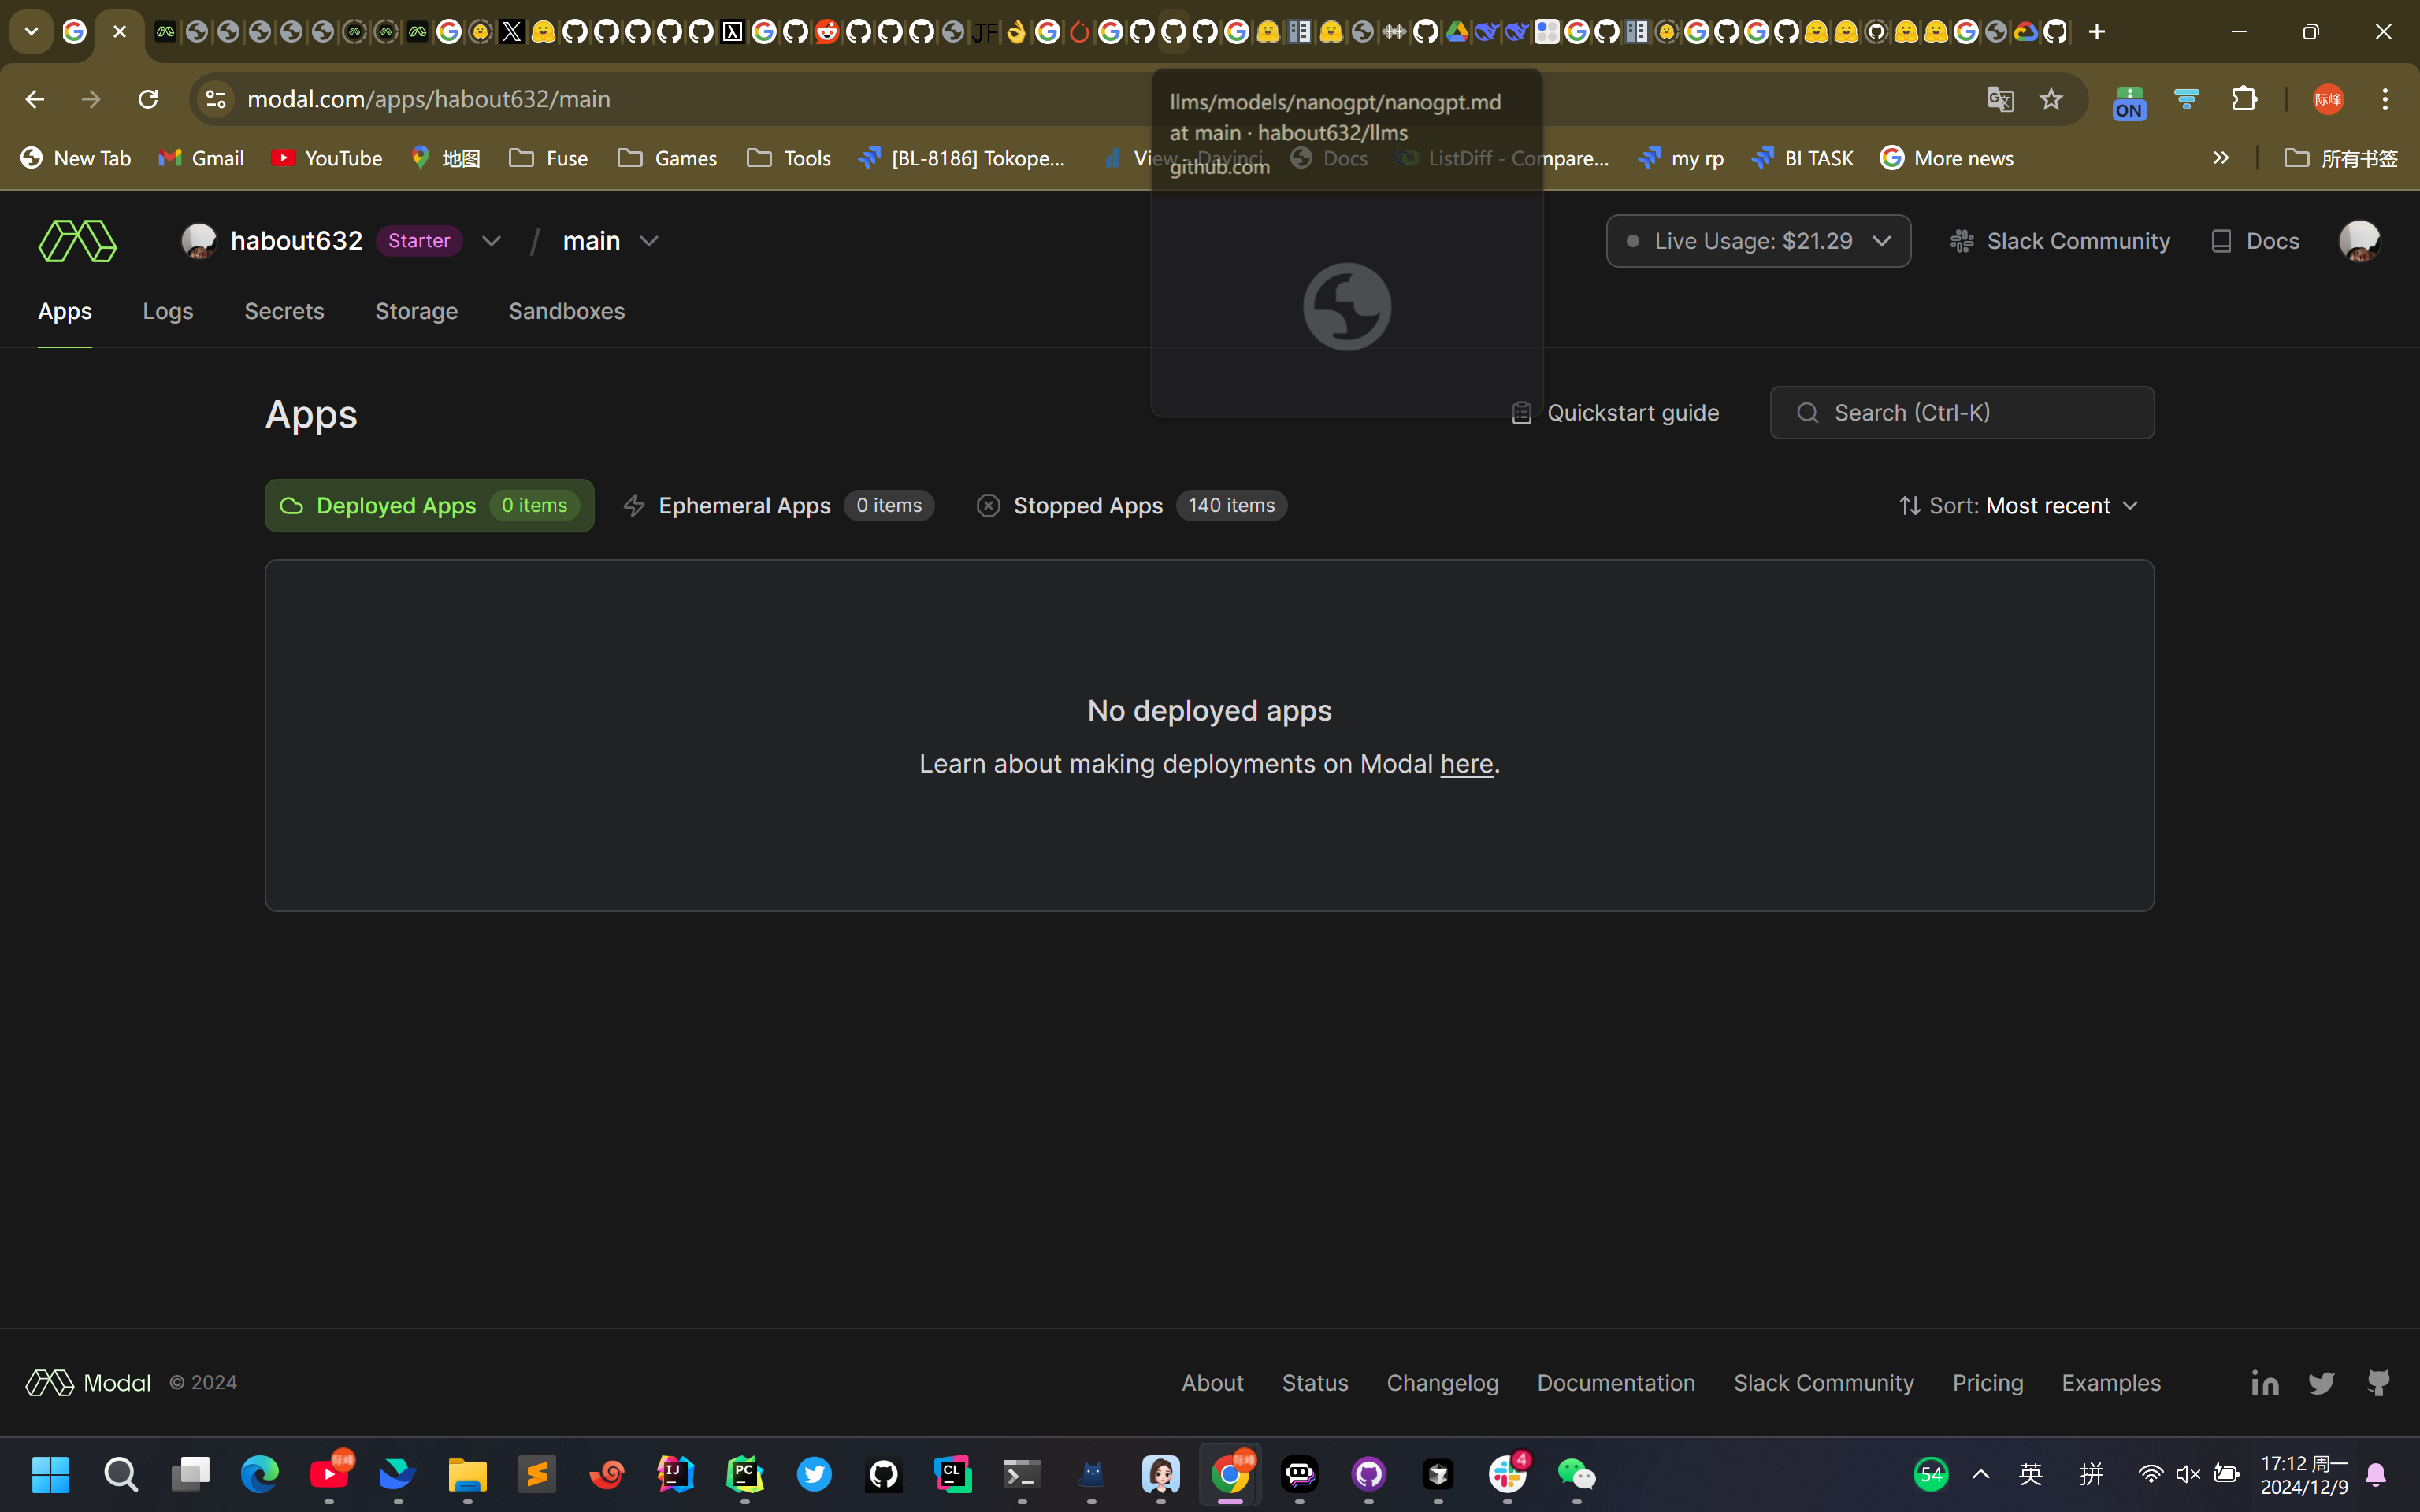 modal.com/apps/habout632/main
ON
际峰
llms/models/nanogpt/nanogpt.md
at main · habout632/llms
github.com
New Tab
Gmail
YouTube
地图
Fuse
Games
Tools
[BL-8186] Tokope...
View - Davinci
Docs
ListDiff - Compare...
my rp
BI TASK
More news
所有书签
habout632
Starter
/
main
Live Usage: $21.29
Slack Community
Docs
Apps
Logs
Secrets
Storage
Sandboxes
Apps
Quickstart guide
Search (Ctrl-K)
Deployed Apps
0 items
Ephemeral Apps
0 items
Stopped Apps
140 items
Sort: Most recent
No deployed apps
Learn about making deployments on Modal here.
Modal
© 2024
About
Status
Changelog
Documentation
Slack Community
Pricing
Examples
54
英
拼
17:12 周一
2024/12/9